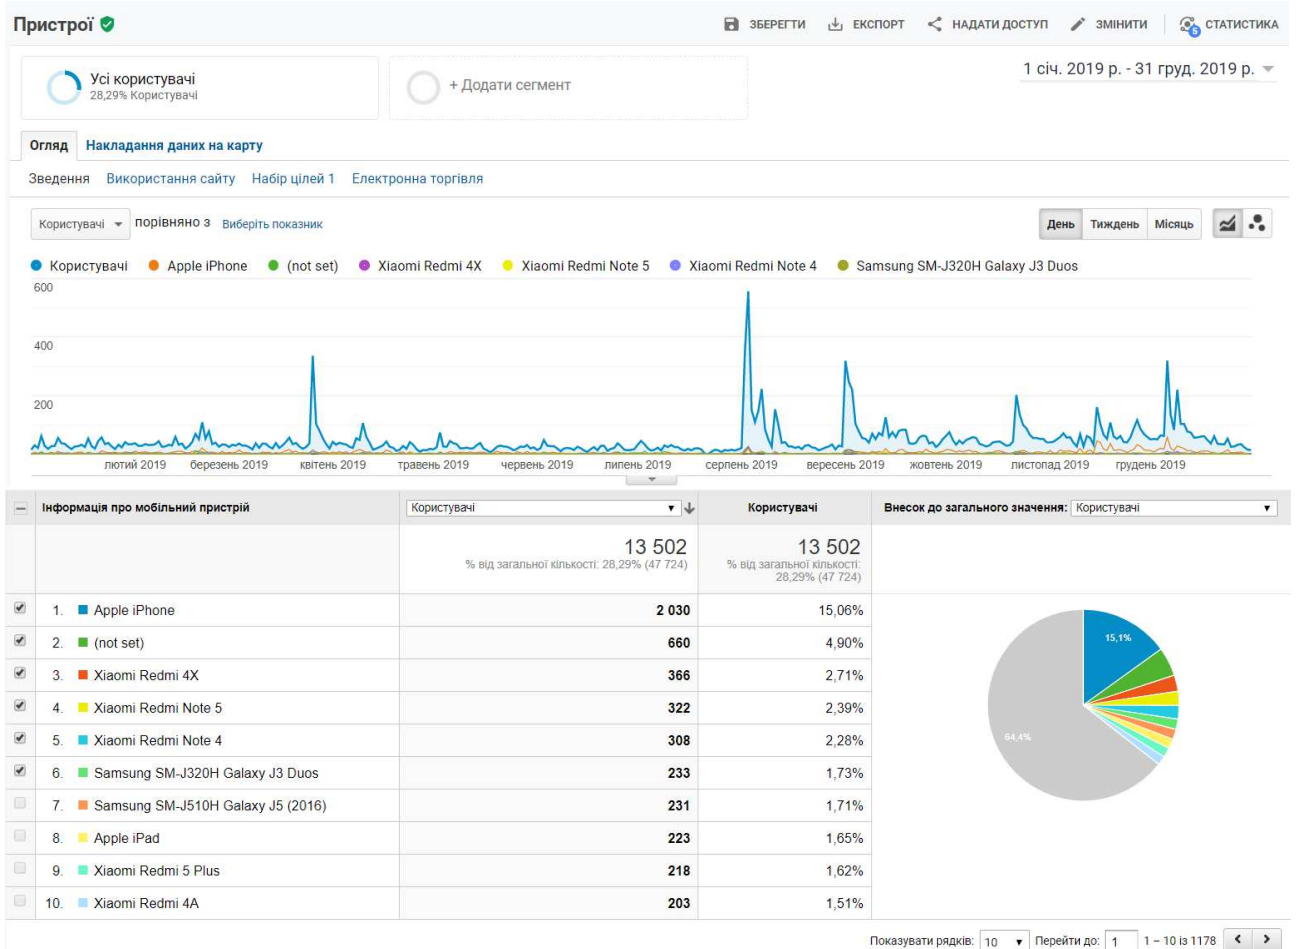 Пристрої
ЗБЕРЕГТИ ЕКСПОРТ НАДАТИ ДОСТУП ЗМІНИТИ 5 СТАТИСТИКА
Усі користувачі
28,29% Користувачі
+ Додати сегмент
1 січ. 2019 р. - 31 груд. 2019 р.
Огляд Накладання даних на карту
Зведення Використання сайту Набір цілей 1 Електронна торгівля
Користувачі порівняно з Виберіть показник
День Тиждень Місяць
Користувачі Apple iPhone (not set) Xiaomi Redmi 4X Xiaomi Redmi Note 5 Xiaomi Redmi Note 4 Samsung SM-J320H Galaxy J3 Duos
600
400
200
лютий 2019 березень 2019 квітень 2019 травень 2019 червень 2019 липень 2019 серпень 2019 вересень 2019 жовтень 2019 листопад 2019 грудень 2019
Інформація про мобільний пристрій Користувачі Користувачі Внесок до загального значення: Користувачі
13 502 13 502
% від загальної кількості: 28,29% (47 724) % від загальної кількості:
28,29% (47 724)
1. Apple iPhone 2 030 15,06%
2. (not set) 660 4,90%
3. Xiaomi Redmi 4X 366 2,71%
4. Xiaomi Redmi Note 5 322 2,39%
5. Xiaomi Redmi Note 4 308 2,28%
6. Samsung SM-J320H Galaxy J3 Duos 233 1,73%
7. Samsung SM-J510H Galaxy J5 (2016) 231 1,71%
8. Apple iPad 223 1,65%
9. Xiaomi Redmi 5 Plus 218 1,62%
10. Xiaomi Redmi 4A 203 1,51%
15,1%
64,4%
Показувати рядків: 10 Перейти до: 1 1 – 10 із 1178